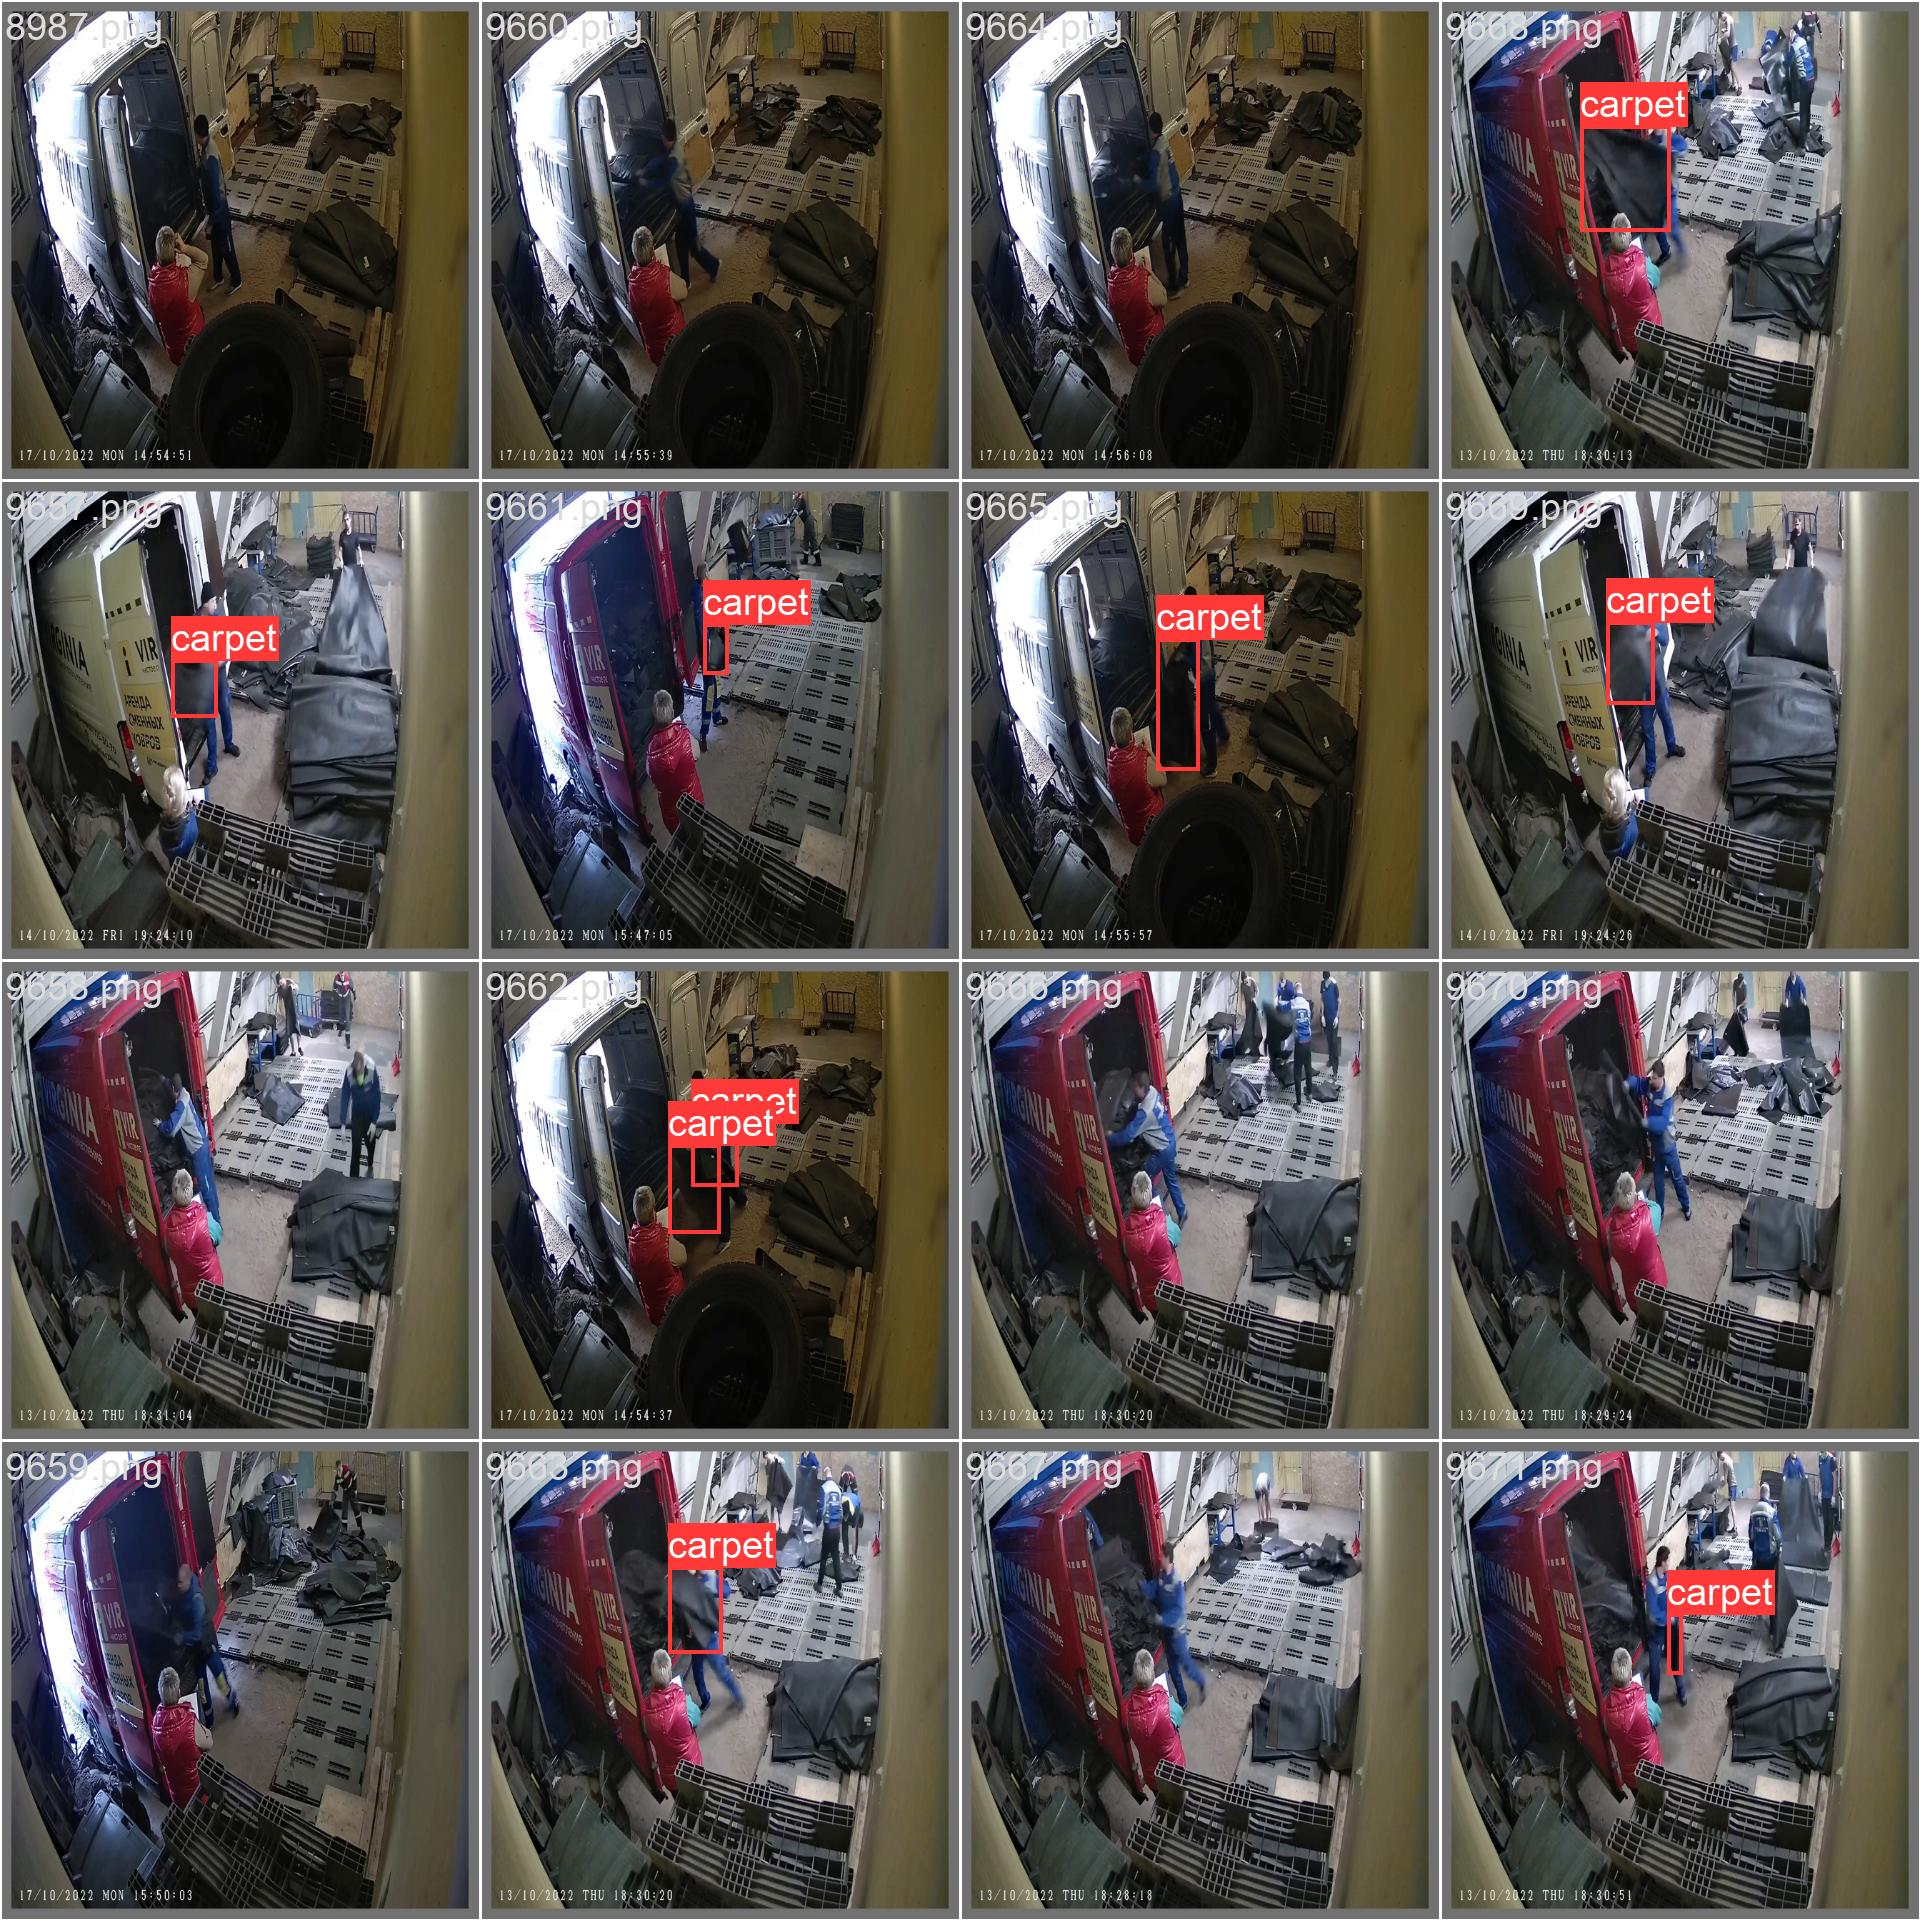 8987.png
17/10/2022 MON 14:54:51
9660.png
17/10/2022 MON 14:55:39
9664.png
17/10/2022 MON 14:56:08
9668.png
carpet
VIR
13/10/2022 THU 18:30:13
9657.png
carpet
VIR
АРЕНДА
СМЕННЫХ
КОВРОВ
14/10/2022 FRI 19:24:10
9661.png
carpet
VIR
17/10/2022 MON 15:47:05
9665.png
carpet
17/10/2022 MON 14:55:57
9669.png
carpet
VIR
АРЕНДА
СМЕННЫХ
КОВРОВ
14/10/2022 FRI 19:24:26
9658.png
VIR
13/10/2022 THU 18:31:04
9662.png
carpet
carpet
17/10/2022 MON 14:54:37
9666.png
VIR
13/10/2022 THU 18:30:20
9670.png
VIR
13/10/2022 THU 18:29:24
9659.png
VIR
17/10/2022 MON 15:50:03
9663.png
carpet
VIR
13/10/2022 THU 18:30:20
9667.png
VIR
13/10/2022 THU 18:28:18
9671.png
carpet
VIR
13/10/2022 THU 18:30:51